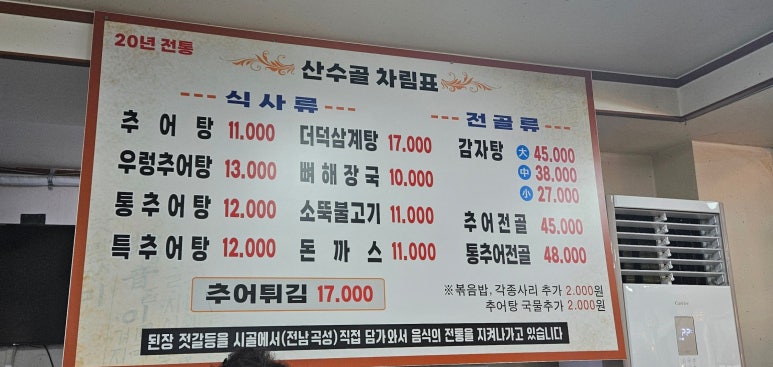 20년 전통
산수골 차림표
--- 식사류 ---
추어탕 11.000
우렁추어탕 13.000
통추어탕 12.000
특추어탕 12.000
더덕삼계탕 17.000
뼈해장국 10.000
소뚝불고기 11.000
돈까스 11.000
추어튀김 17.000
--- 전골류 ---
감자탕 大 45.000
中 38.000
小 27.000
추어전골 45.000
통추어전골 48.000
※볶음밥, 각종사리 추가 2.000원
추어탕 국물추가 2.000원
된장 젓갈등을 시골에서(전남곡성) 직접 담가와서 음식의 전통을 지켜나가고 있습니다